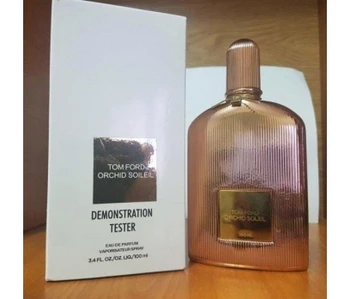 TOM FORD
ORCHID SOILEIL
DEMONSTRATION
TESTER
EAU DE PARFUM
VAPORISATEUR SPRAY
3.4 FL.OZ/OZ LIQ/100 ml
TOM FORD
ORCHID SOLEIL